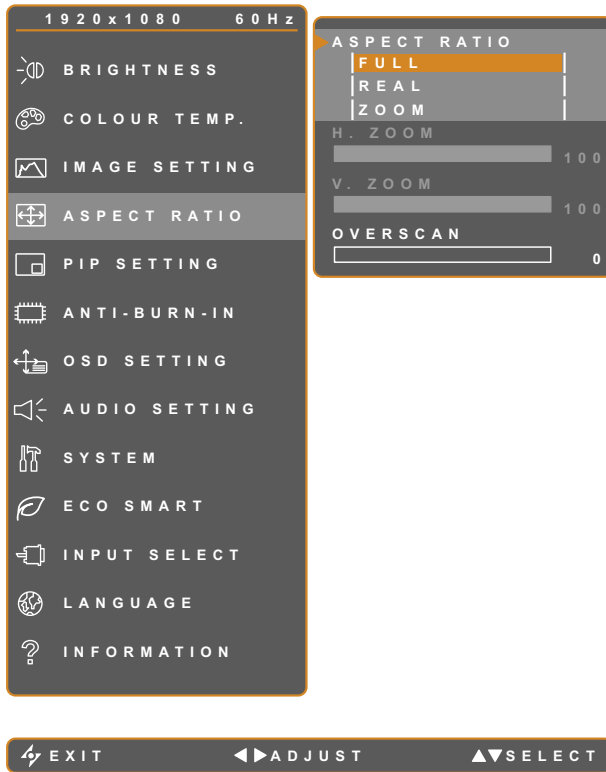 1920x1080 60Hz
BRIGHTNESS
COLOUR TEMP.
IMAGE SETTING
ASPECT RATIO
PIP SETTING
ANTI-BURN-IN
OSD SETTING
AUDIO SETTING
SYSTEM
ECO SMART
INPUT SELECT
LANGUAGE
INFORMATION
ASPECT RATIO
FULL
REAL
ZOOM
H. ZOOM
100
V. ZOOM
100
OVERSCAN
0
EXIT ADJUST SELECT